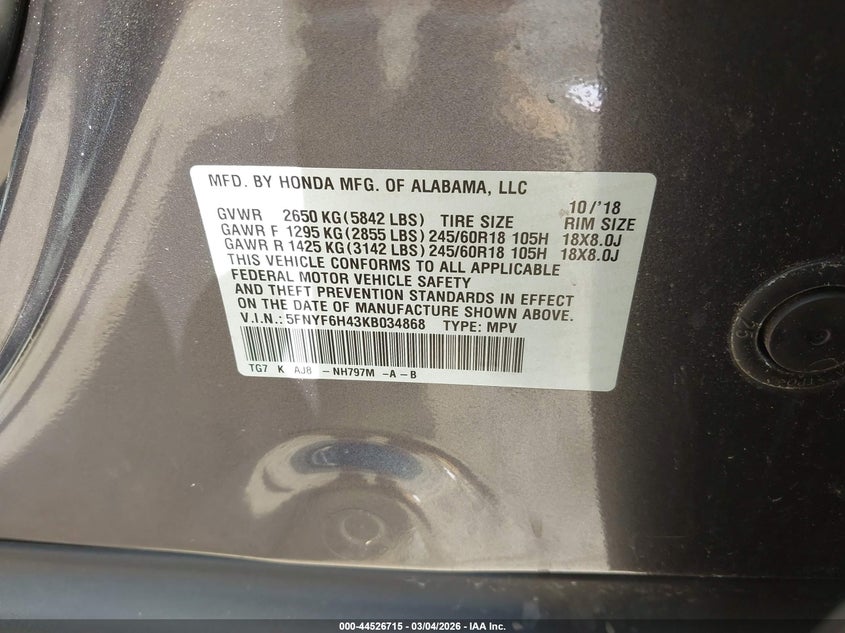 MFD. BY HONDA MFG. OF ALABAMA, LLC 10/'18
GVWR 2650 KG(5842 LBS) TIRE SIZE RIM SIZE
GAWR F 1295 KG(2855 LBS)245/60R18 105H 18X8.0J
GAWR R 1425 KG(3142 LBS)245/60R18 105H 18X8.0J
THIS VEHICLE CONFORMS TO ALL APPLICABLE
FEDERAL MOTOR VEHICLE SAFETY
AND THEFT PREVENTION STANDARDS IN EFFECT
ON THE DATE OF MANUFACTURE SHOWN ABOVE.
V.I.N.: 5FNYF6H43KB034868 TYPE: MPV
TG7 K AJ8 -NH797M -A-B
000-44526715 - 03/04/2026 - IAA Inc.